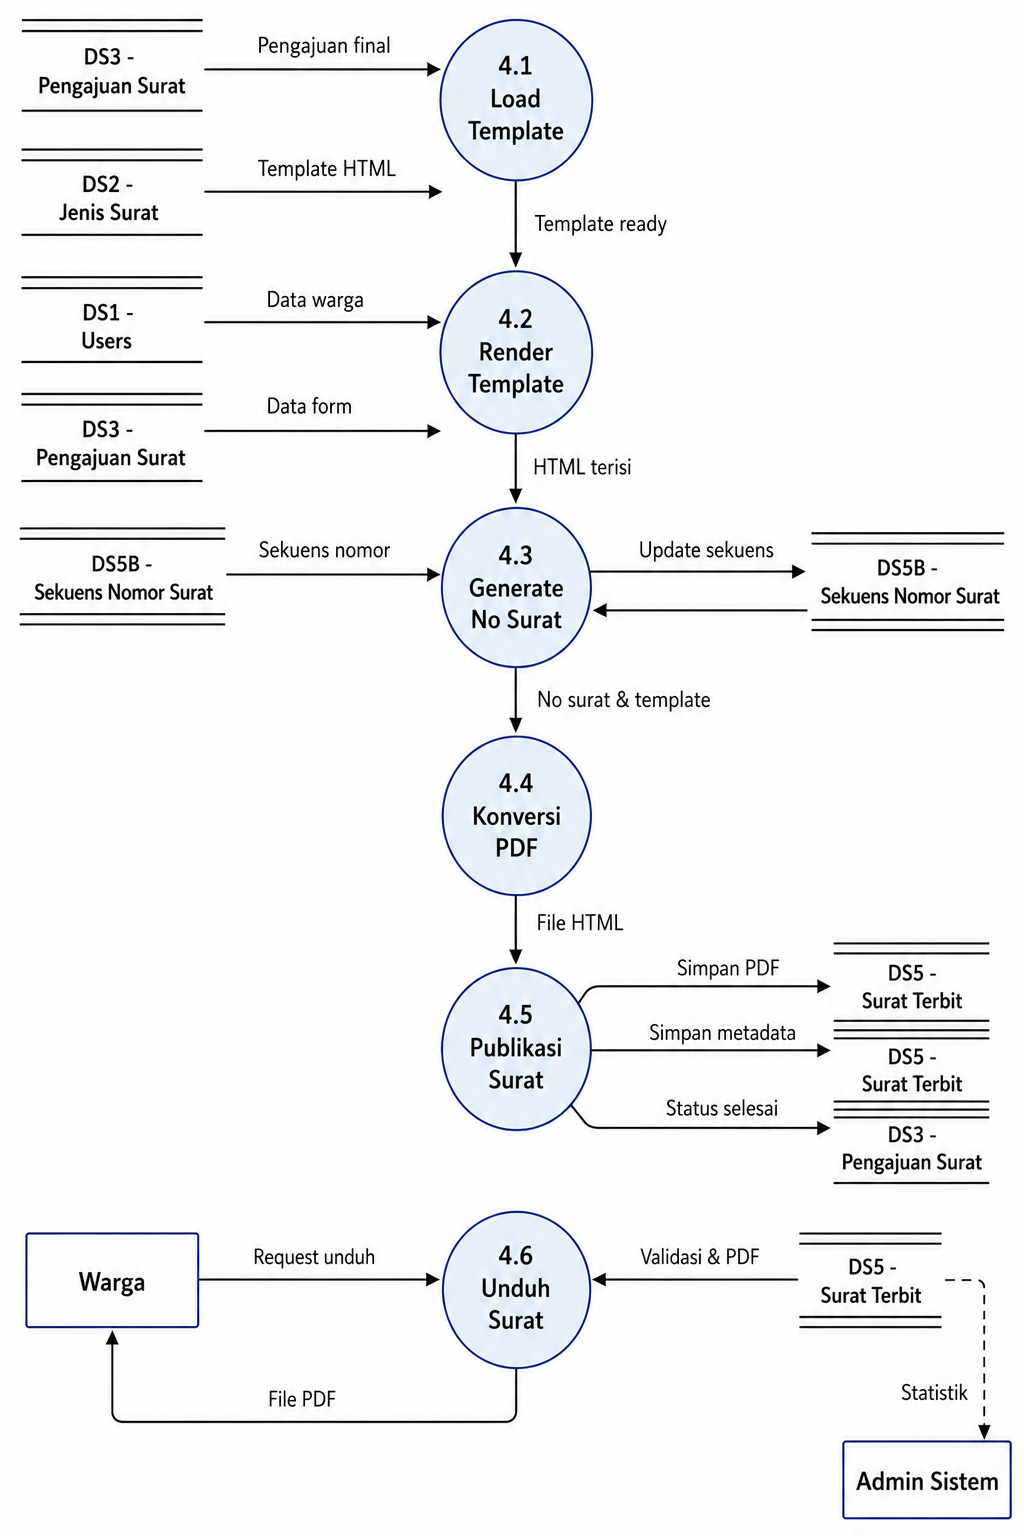 DS3 -
Pengajuan Surat
Pengajuan final
4.1
Load
Template
DS2 -
Jenis Surat
Template HTML
Template ready
DS1 -
Users
Data warga
4.2
Render
Template
DS3 -
Pengajuan Surat
Data form
HTML terisi
DS5B -
Sekuens Nomor Surat
Sekuens nomor
4.3
Generate
No Surat
Update sekuens
DS5B -
Sekuens Nomor Surat
No surat & template
4.4
Konversi
PDF
File HTML
4.5
Publikasi
Surat
Simpan PDF
DS5 -
Surat Terbit
Simpan metadata
DS5 -
Surat Terbit
Status selesai
DS3 -
Pengajuan Surat
Warga
Request unduh
4.6
Unduh
Surat
Validasi & PDF
DS5 -
Surat Terbit
File PDF
Statistik
Admin Sistem